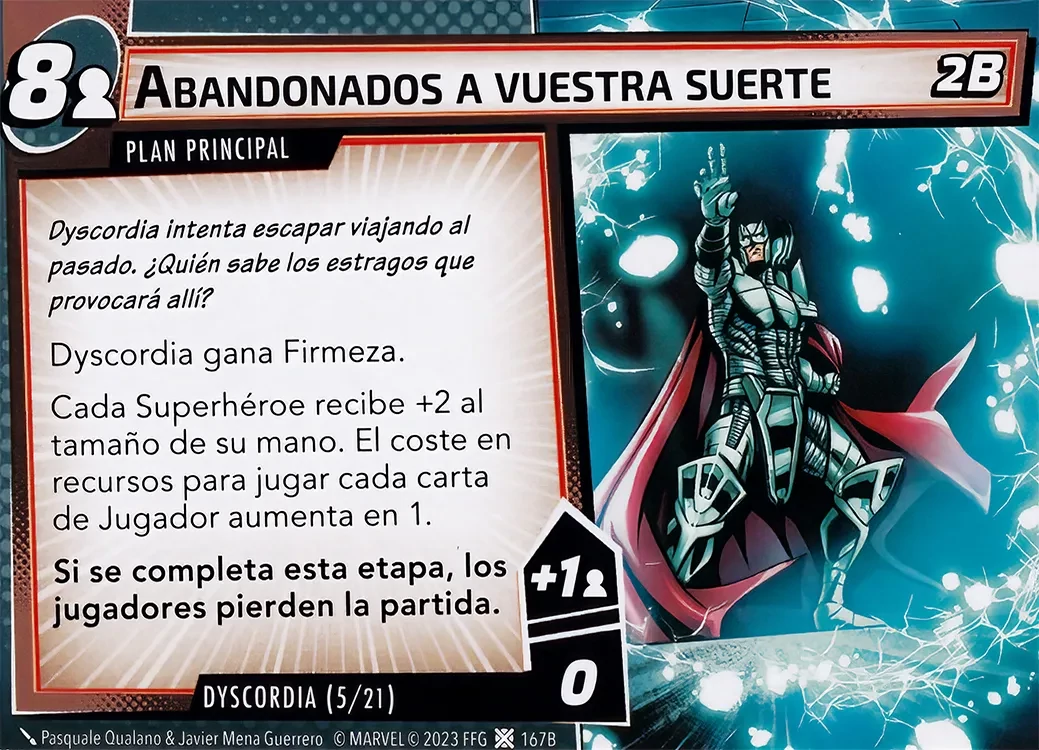 8
ABANDONADOS A VUESTRA SUERTE
2B
PLAN PRINCIPAL
Dyscordia intenta escapar viajando al
pasado. ¿Quién sabe los estragos que
provocará allí?
Dyscordia gana Firmeza.
Cada Superhéroe recibe +2 al
tamaño de su mano. El coste en
recursos para jugar cada carta
de Jugador aumenta en 1.
Si se completa esta etapa, los
jugadores pierden la partida.
+1
0
DYSCORDIA (5/21)
Pasquale Qualano & Javier Mena Guerrero © MARVEL © 2023 FFG 167B